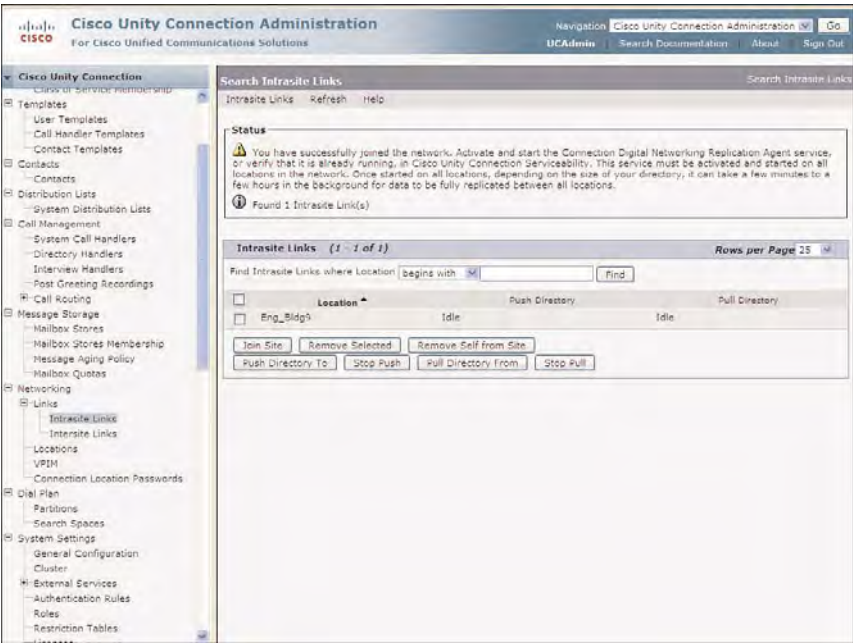 Cisco Unity Connection Administration
For Cisco Unified Communications Solutions
CISCO
Navigation Cisco Unity Connection Administration Go
UCAdmin Search Documentation About Sign Out
Cisco Unity Connection
Class of Service Membership
Templates
User Templates
Call Handler Templates
Contact Templates
Contacts
Contacts
Distribution Lists
System Distribution Lists
Call Management
System Call Handlers
Directory Handlers
Interview Handlers
Post Greeting Recordings
Call Routing
Message Storage
Mailbox Stores
Mailbox Stores Membership
Message Aging Policy
Mailbox Quotas
Networking
Links
Intrasite Links
Intersite Links
Locations
VPIM
Connection Location Passwords
Dial Plan
Partitions
Search Spaces
System Settings
General Configuration
Cluster
External Services
Authentication Rules
Roles
Restriction Tables
Licenses
Search Intrasite Links
Search Intrasite Links
Intrasite Links Refresh Help
Status
You have successfully joined the network. Activate and start the Connection Digital Networking Replication Agent service,
or verify that it is already running, in Cisco Unity Connection Serviceability. This service must be activated and started on all
locations in the network. Once started on all locations, depending on the size of your directory, it can take a few minutes to a
few hours in the background for data to be fully replicated between all locations.
Found 1 Intrasite Link(s)
Intrasite Links (1 - 1 of 1)
Rows per Page 25
Find Intrasite Links where Location begins with Find
Location Push Directory Pull Directory
Eng_Bldg9 Idle Idle
Join Site Remove Selected Remove Self from Site
Push Directory To Stop Push Pull Directory From Stop Pull